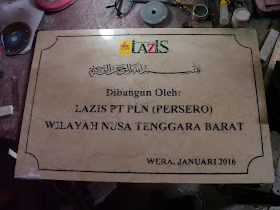 LAZIS
بسم الله الرحمن الرحيم
Dibangun Oleh:
LAZIS PT PLN (PERSERO)
WILAYAH NUSA TENGGARA BARAT
WERA, JANUARI 2016